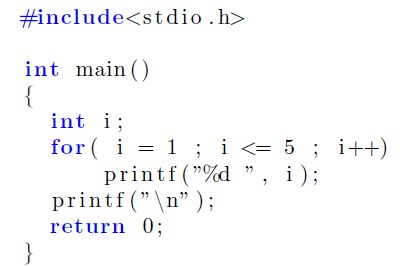 #include<stdio.h>
int main()
{
int i;
for( i = 1 ; i <= 5 ; i++)
printf("%d ", i);
printf("\n");
return 0;
}